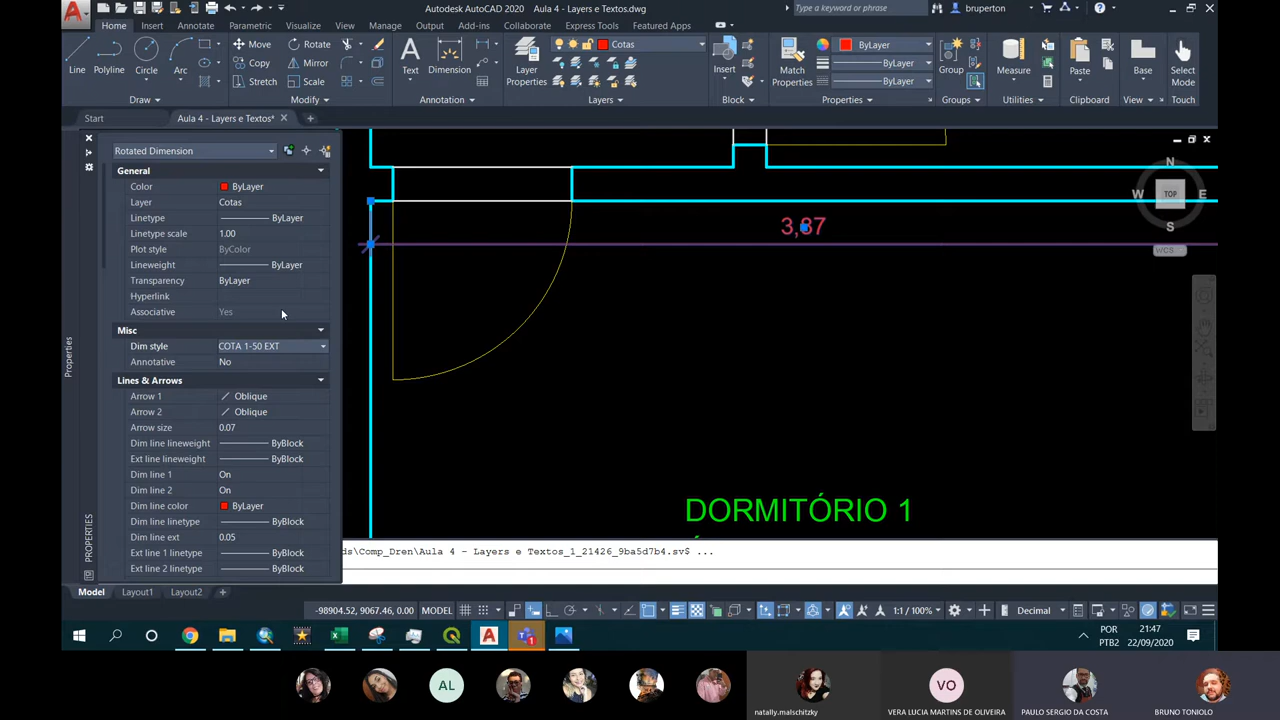 Autodesk AutoCAD 2020 Aula 4 - Layers e Textos.dwg
Type a keyword or phrase
bruperton
Home Insert Annotate Parametric Visualize View Manage Output Add-ins Collaborate Express Tools Featured Apps
Line Polyline Circle Arc
Move Rotate
Copy Mirror
Stretch Scale
Text Dimension
Layer Properties
Cotas
Insert
Match Properties
ByLayer
ByLayer
ByLayer
Group Measure Paste Base Select Mode
Draw Modify Annotation Layers Block Properties Groups Utilities Clipboard View Touch
Start Aula 4 - Layers e Textos*
Rotated Dimension
General
Color ByLayer
Layer Cotas
Linetype ByLayer
Linetype scale 1.00
Plot style ByColor
Lineweight ByLayer
Transparency ByLayer
Hyperlink
Associative Yes
Misc
Dim style COTA 1-50 EXT
Annotative No
Lines & Arrows
Arrow 1 Oblique
Arrow 2 Oblique
Arrow size 0.07
Dim line lineweight ByBlock
Ext line lineweight ByBlock
Dim line 1 On
Dim line 2 On
Dim line color ByLayer
Dim line linetype ByBlock
Dim line ext 0.05
Ext line 1 linetype ByBlock
Ext line 2 linetype ByBlock
Properties
PROPERTIES
3,87
DORMITÓRIO 1
N
W TOP E
S
WCS
ds\Comp_Dren\Aula 4 - Layers e Textos_1_21426_9ba5d7b4.sv$ ...
Model Layout1 Layout2
-98904.52, 9067.46, 0.00 MODEL 1:1 / 100% Decimal
POR
PTB2
21:47
22/09/2020
1
AL
VO
natally.malschitzky
VERA LUCIA MARTINS DE OLIVEIRA
PAULO SERGIO DA COSTA
BRUNO TONIOLO